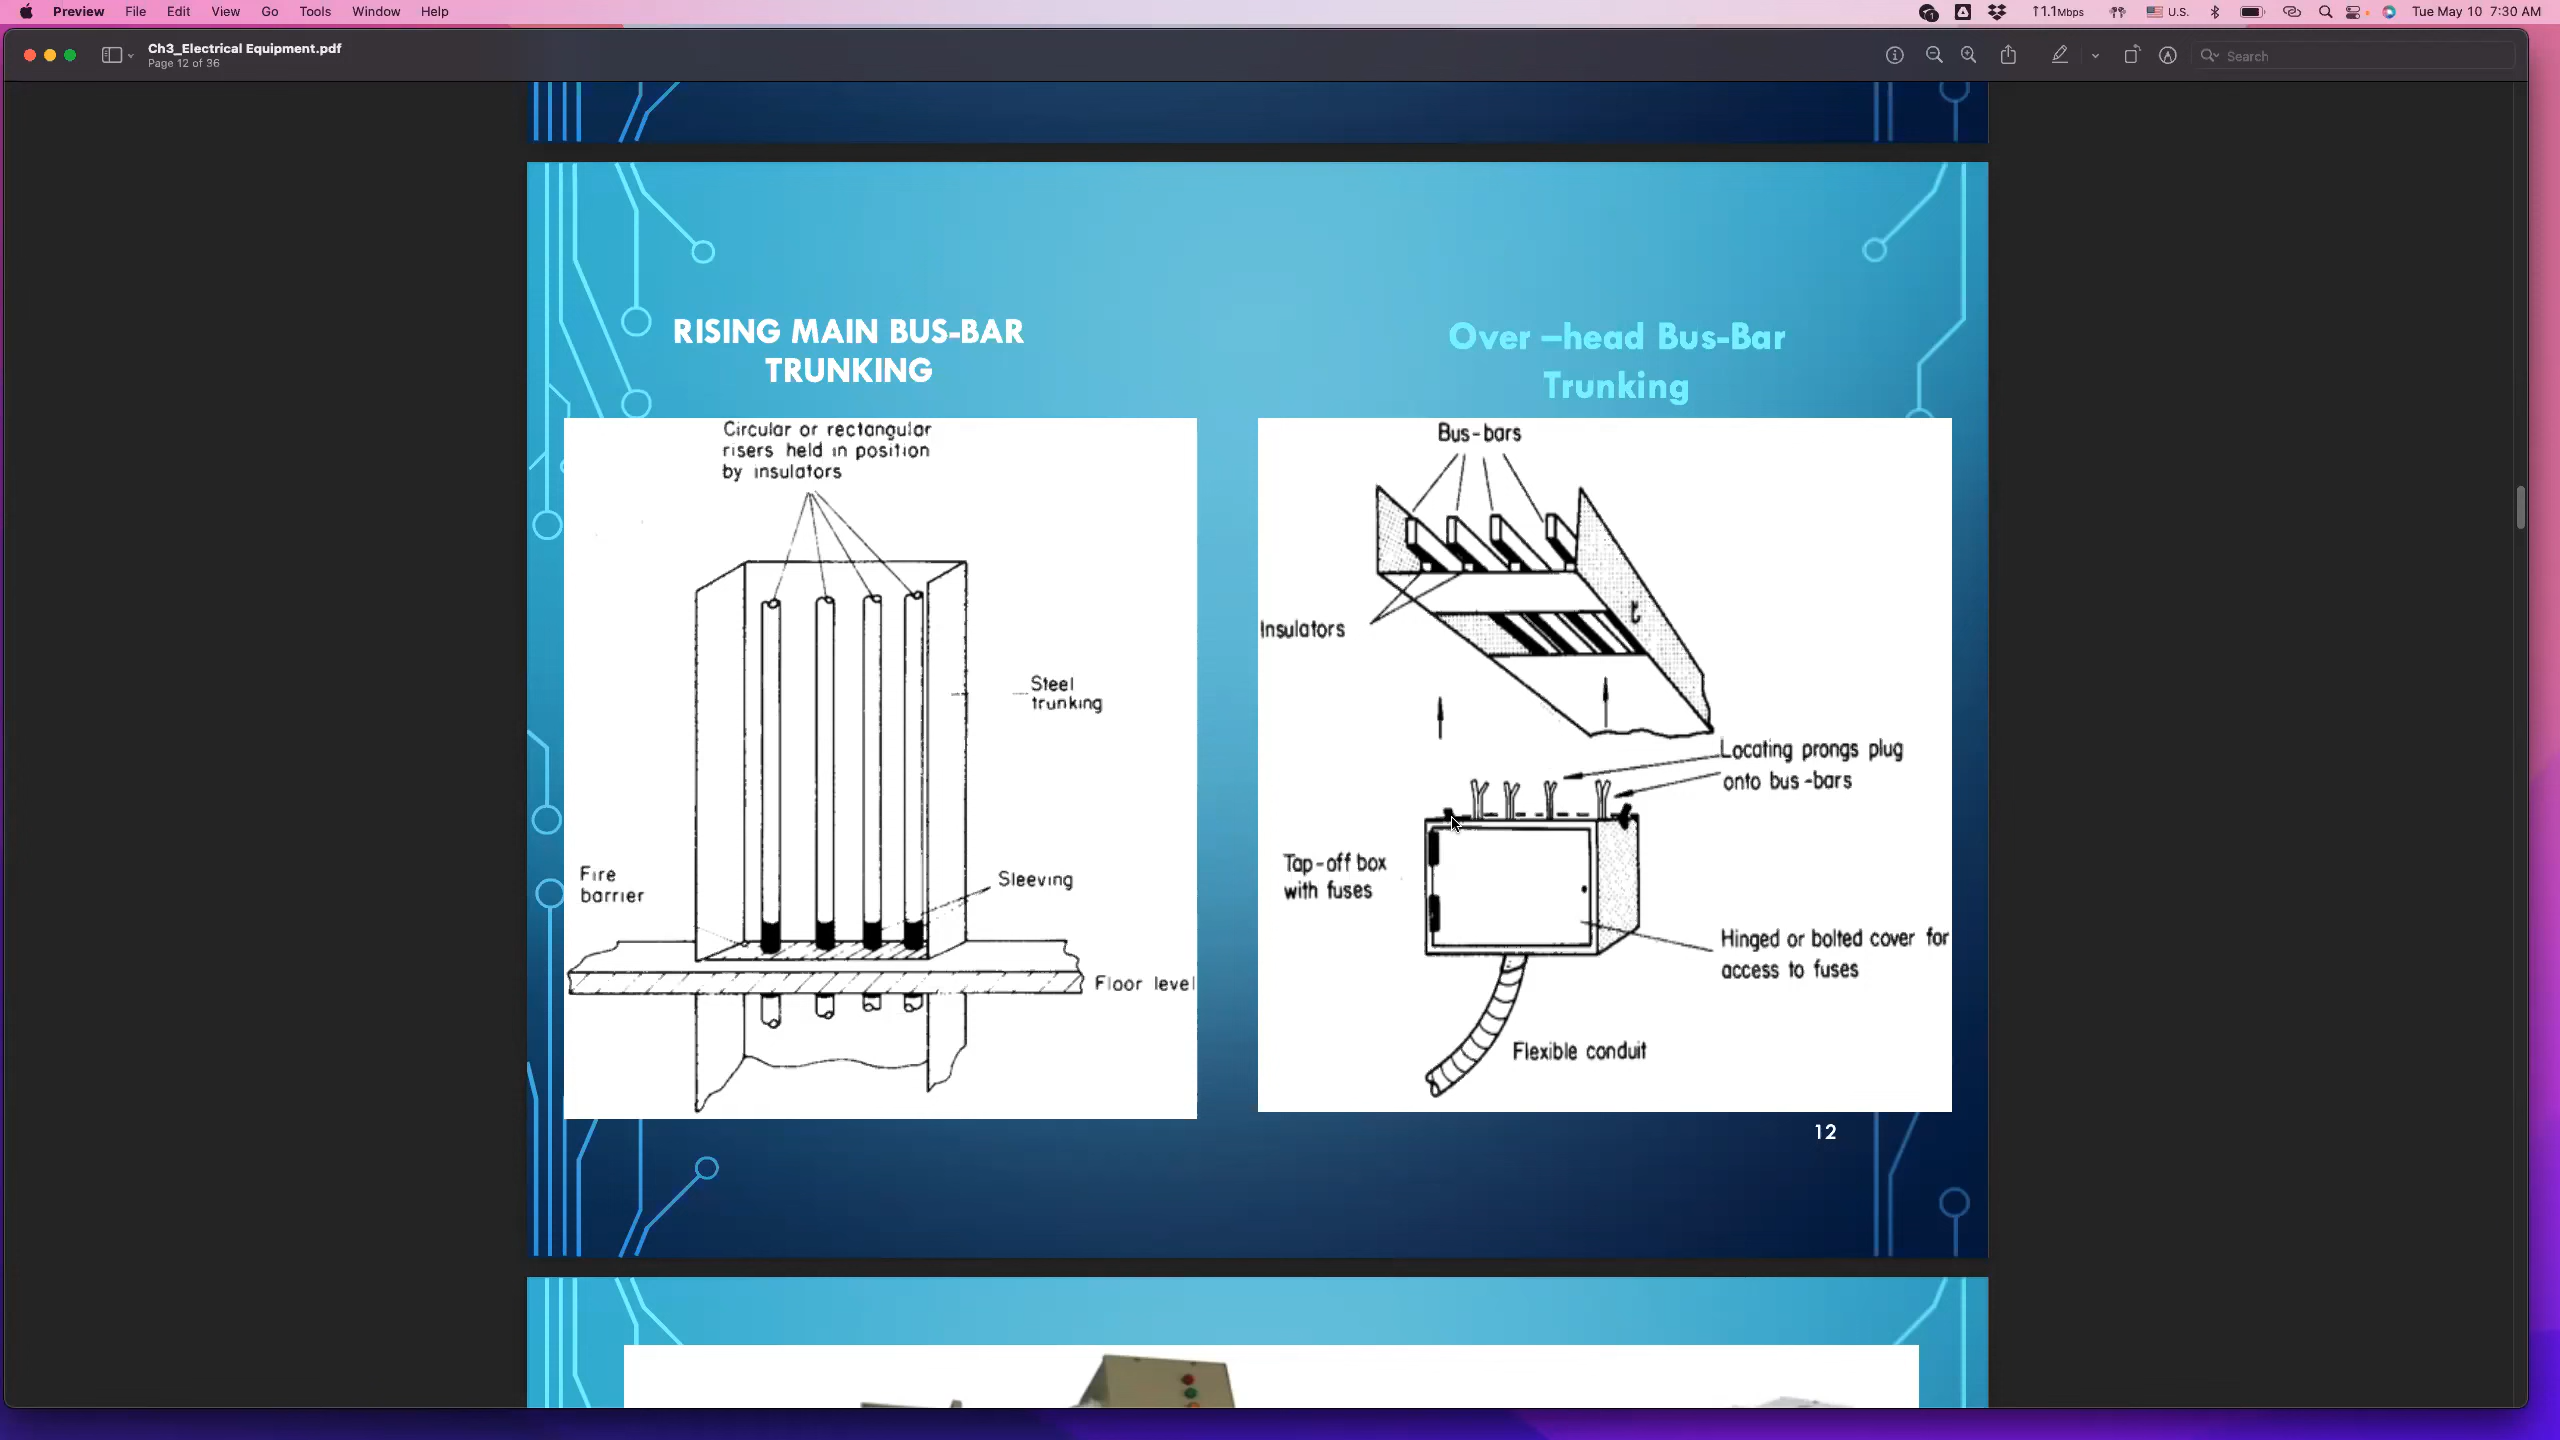 Preview File Edit View Go Tools Window Help
↑1.1Mbps U.S. Tue May 10 7:30 AM
Ch3_Electrical Equipment.pdf
Page 12 of 36
Search
RISING MAIN BUS-BAR
TRUNKING
Circular or rectangular
risers held in position
by insulators
Steel
trunking
Fire
barrier
Sleeving
Floor level
Over –head Bus-Bar
Trunking
Bus-bars
Insulators
Locating prongs plug
onto bus-bars
Tap-off box
with fuses
Hinged or bolted cover for
access to fuses
Flexible conduit
12